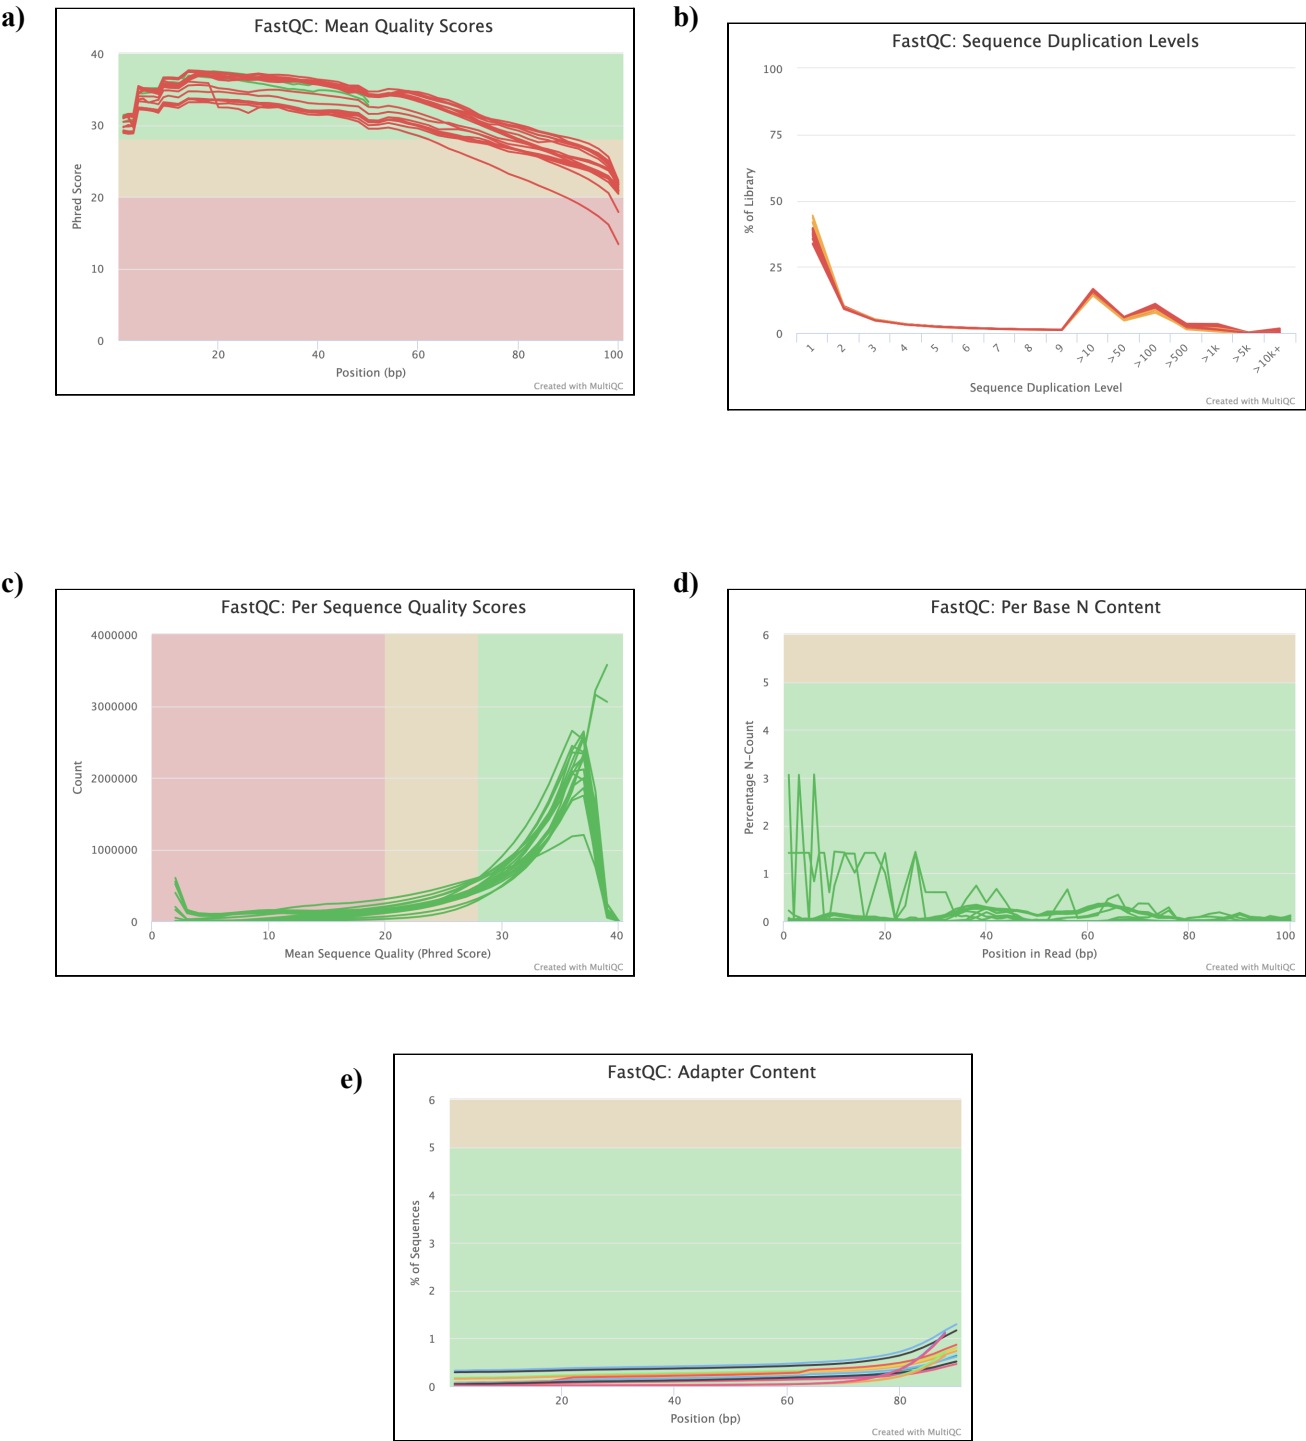 a)
FastQC: Mean Quality Scores
40
30
20
10
0
Phred Score
20
40
60
80
100
Position (bp)
Created with MultiQC
b)
FastQC: Sequence Duplication Levels
100
75
50
25
0
% of Library
1
2
3
4
5
6
7
8
9
>10
>50
>100
>500
>1k
>5k
>10k+
Sequence Duplication Level
Created with MultiQC
c)
FastQC: Per Sequence Quality Scores
4000000
3000000
2000000
1000000
0
Count
0
10
20
30
40
Mean Sequence Quality (Phred Score)
Created with MultiQC
d)
FastQC: Per Base N Content
6
5
4
3
2
1
0
Percentage N-Count
0
20
40
60
80
100
Position in Read (bp)
Created with MultiQC
e)
FastQC: Adapter Content
6
5
4
3
2
1
0
% of Sequences
20
40
60
80
Position (bp)
Created with MultiQC